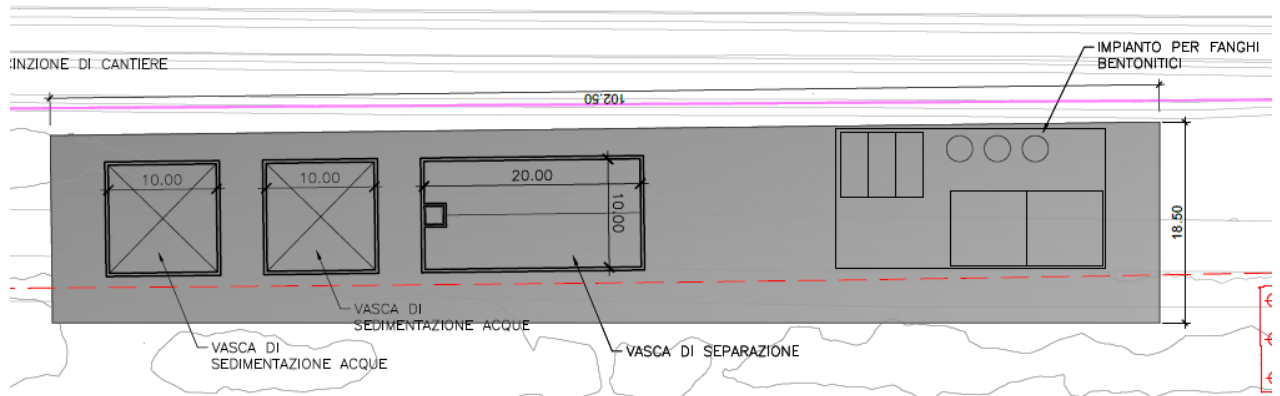 IMPIANTO PER FANGHI
BENTONITICI
CINZIONE DI CANTIERE
102.50
10.00
10.00
20.00
10.00
18.50
VASCA DI
SEDIMENTAZIONE ACQUE
VASCA DI
SEDIMENTAZIONE ACQUE
VASCA DI SEPARAZIONE